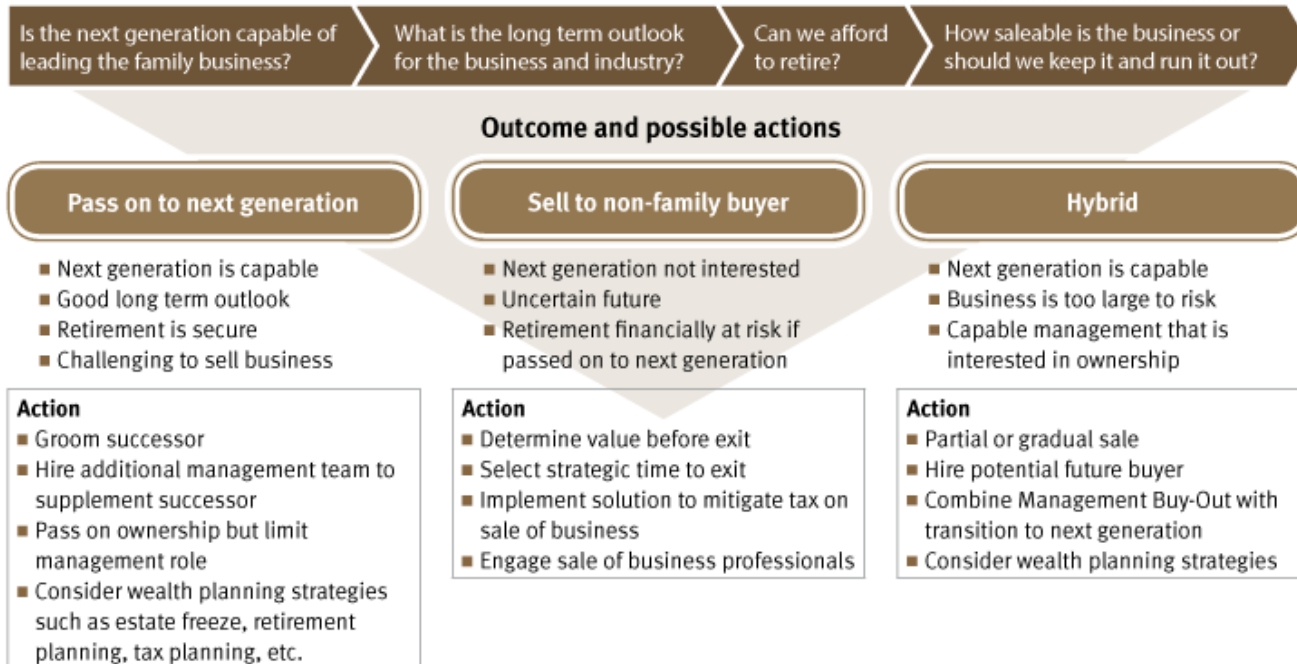 Is the next generation capable of
leading the family business?
What is the long term outlook
for the business and industry?
Can we afford
to retire?
How saleable is the business or
should we keep it and run it out?
Outcome and possible actions
Pass on to next generation
■ Next generation is capable
■ Good long term outlook
■ Retirement is secure
■ Challenging to sell business
Action
■ Groom successor
■ Hire additional management team to
supplement successor
■ Pass on ownership but limit
management role
■ Consider wealth planning strategies
such as estate freeze, retirement
planning, tax planning, etc.
Sell to non-family buyer
■ Next generation not interested
■ Uncertain future
■ Retirement financially at risk if
passed on to next generation
Action
■ Determine value before exit
■ Select strategic time to exit
■ Implement solution to mitigate tax on
sale of business
■ Engage sale of business professionals
Hybrid
■ Next generation is capable
■ Business is too large to risk
■ Capable management that is
interested in ownership
Action
■ Partial or gradual sale
■ Hire potential future buyer
■ Combine Management Buy-Out with
transition to next generation
■ Consider wealth planning strategies